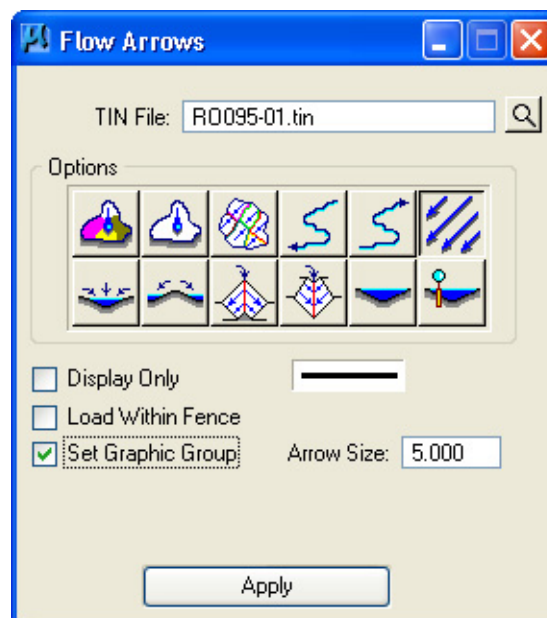 Flow Arrows
TIN File: RO095-01.tin
Options
Display Only
Load Within Fence
Set Graphic Group Arrow Size: 5.000
Apply